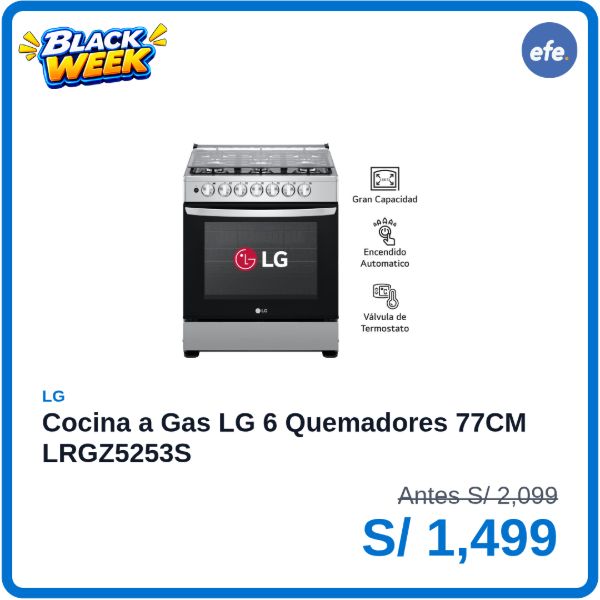 BLACK
WEEK
efe.
Gran Capacidad
Encendido
Automatico
Válvula de
Termostato
LG
LG
LG
Cocina a Gas LG 6 Quemadores 77CM
LRGZ5253S
Antes S/ 2,099
S/ 1,499